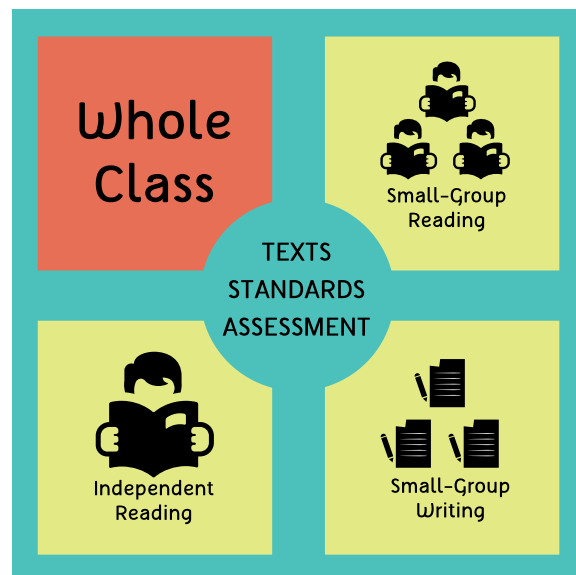 Whole
Class
Small-Group
Reading
TEXTS
STANDARDS
ASSESSMENT
Independent
Reading
Small-Group
Writing